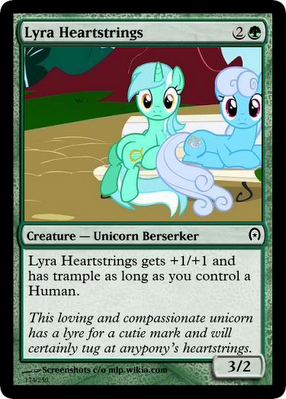 Lyra Heartstrings 2
Creature — Unicorn Berserker
Lyra Heartstrings gets +1/+1 and
has trample as long as you control a
Human.
This loving and compassionate unicorn
has a lyre for a cutie mark and will
certainly tug at anypony's heartstrings.
3/2
Screenshots c/o mlp.wikia.com
174/250